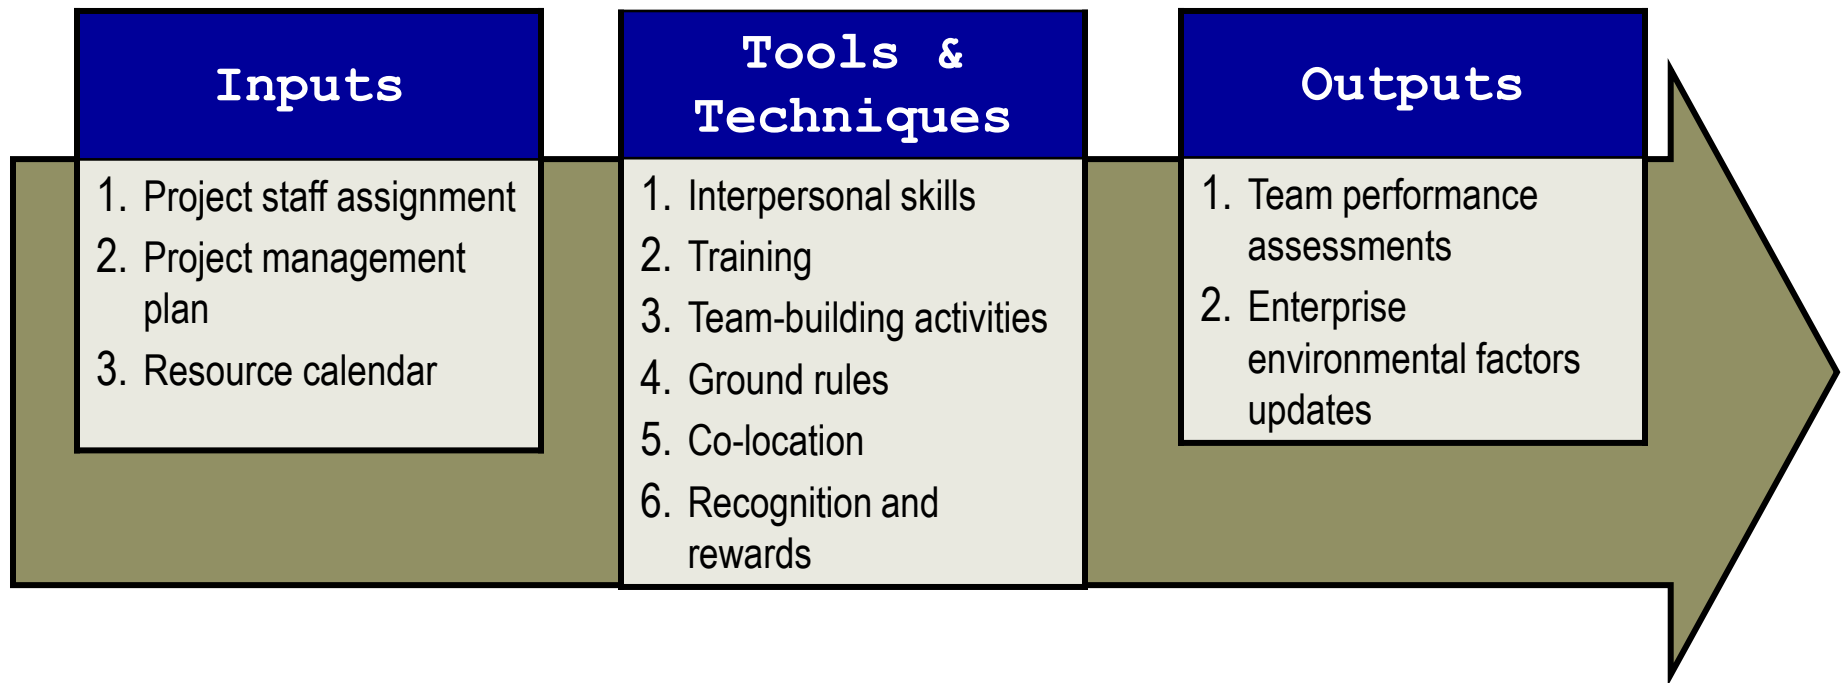 Inputs
1. Project staff assignment
2. Project management
plan
3. Resource calendar
Tools &
Techniques
1. Interpersonal skills
2. Training
3. Team-building activities
4. Ground rules
5. Co-location
6. Recognition and
rewards
Outputs
1. Team performance
assessments
2. Enterprise
environmental factors
updates